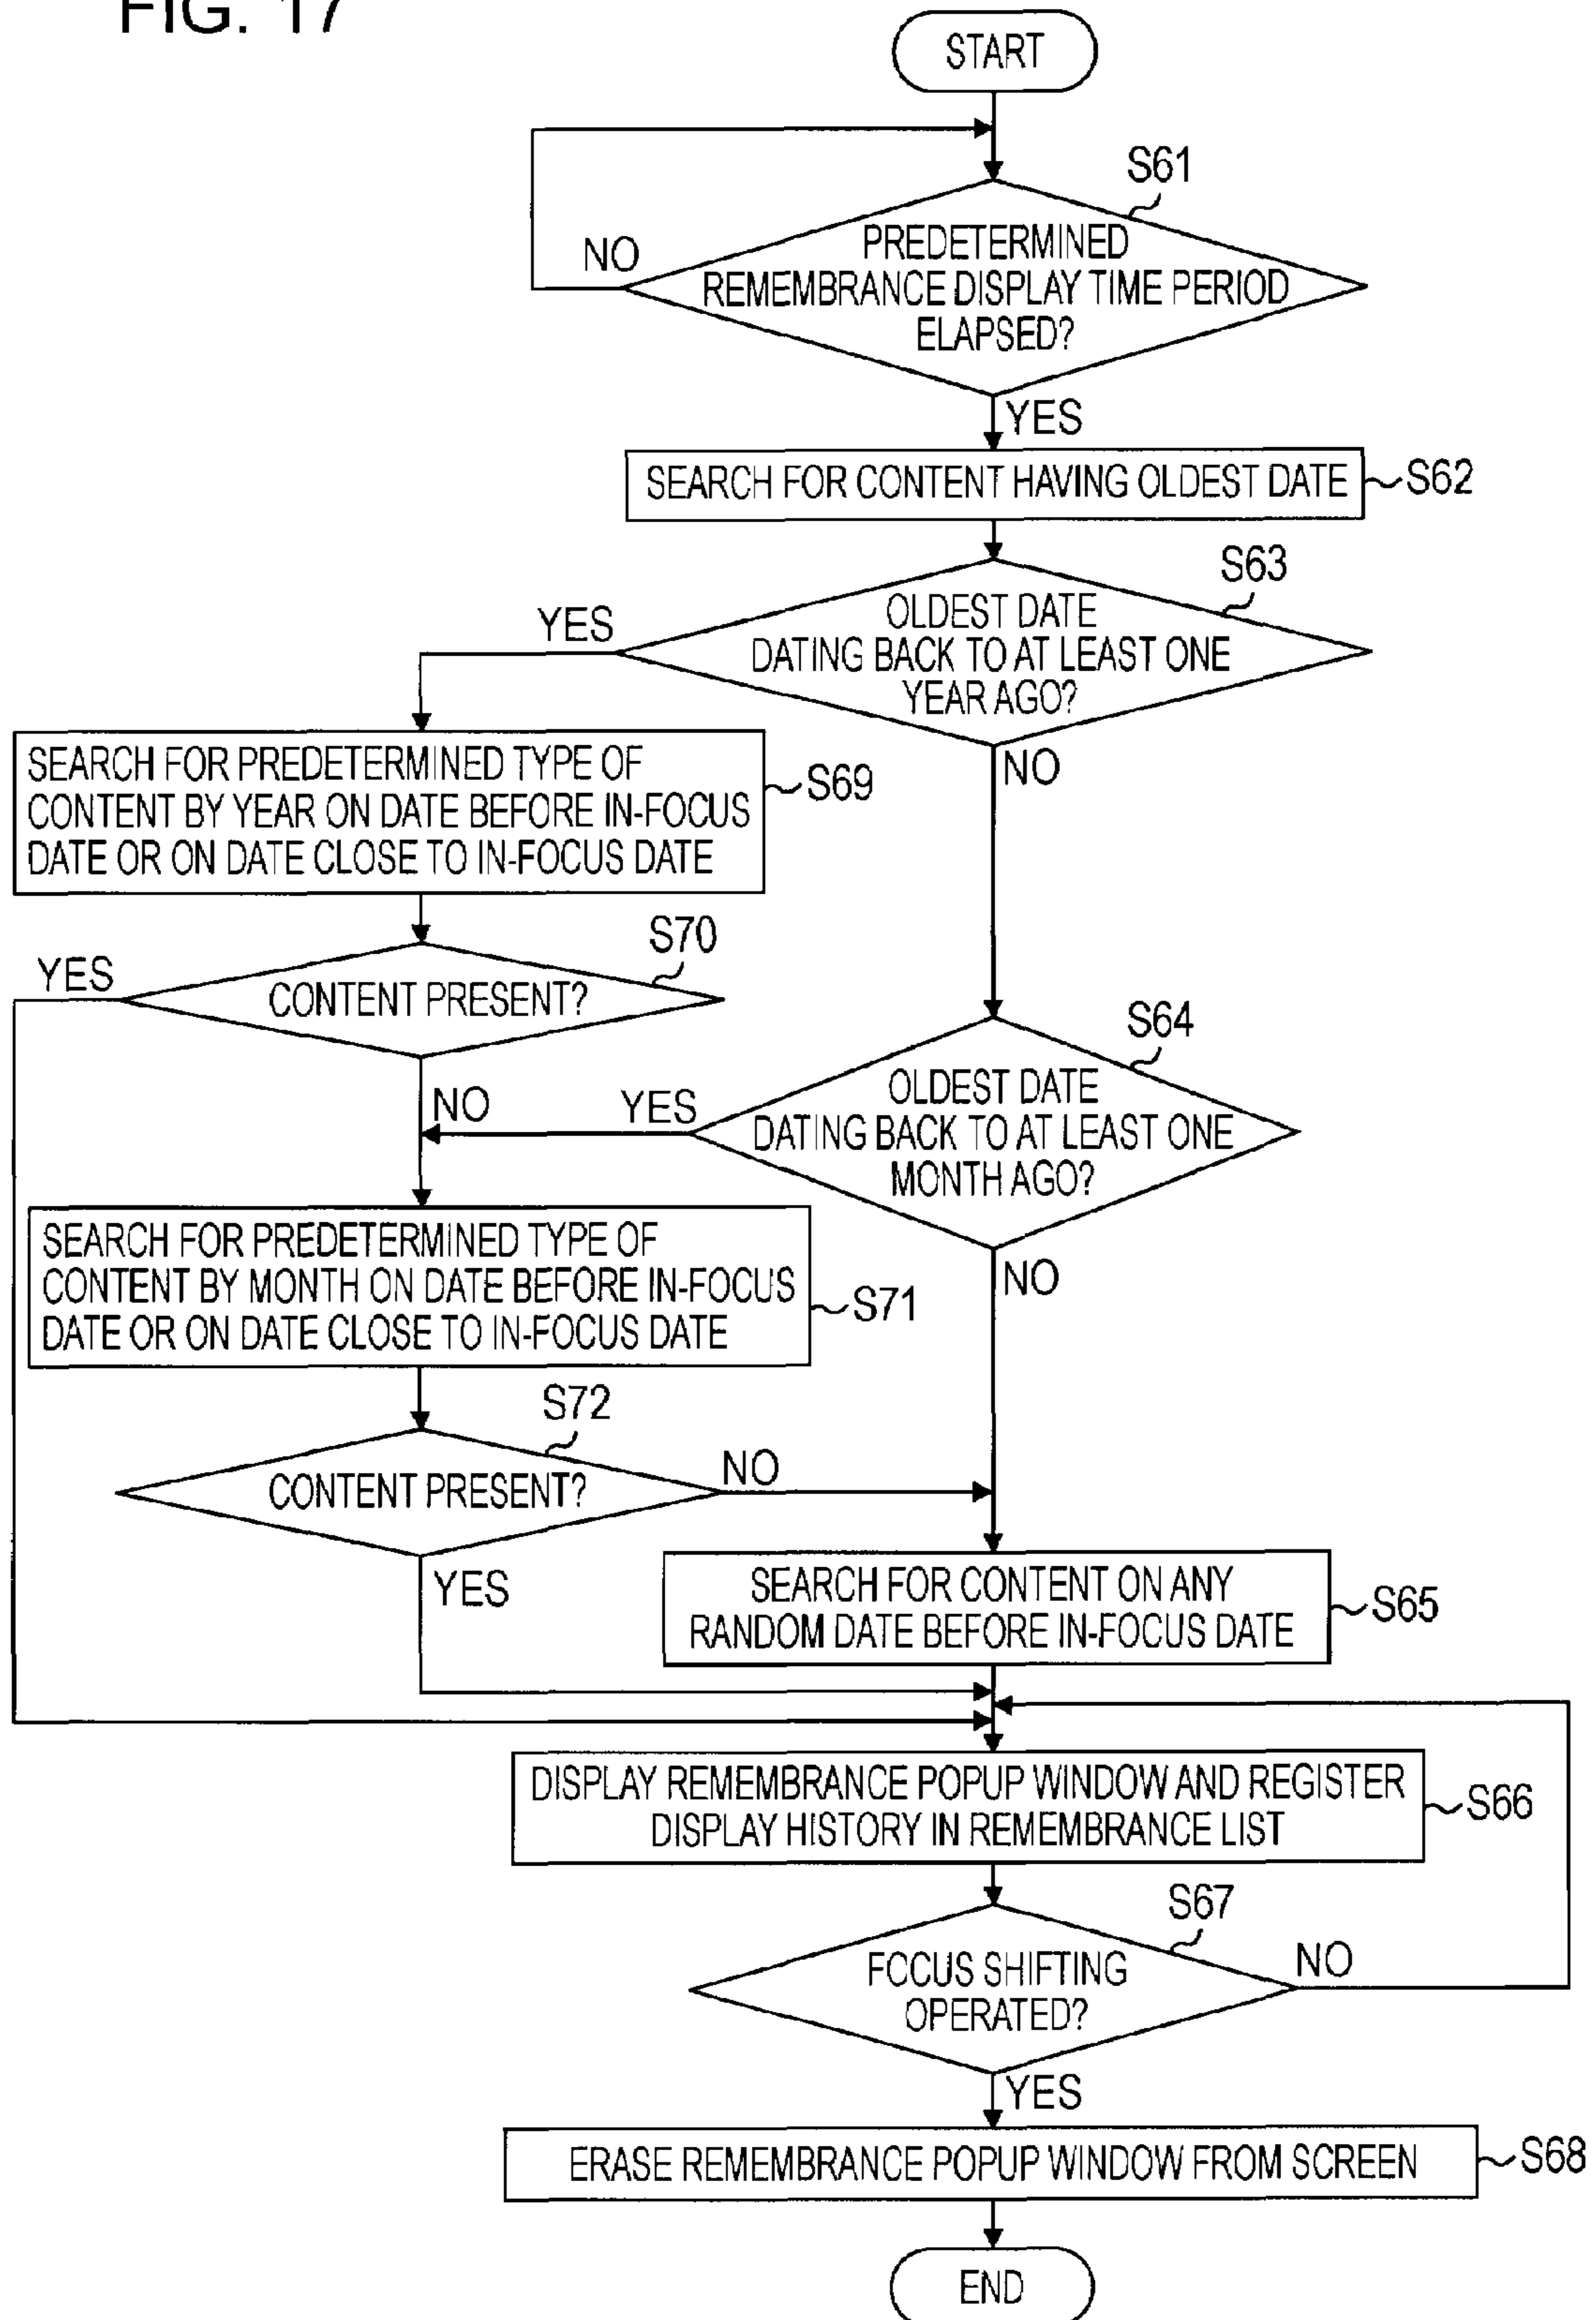 FIG. 17
START
S61
PREDETERMINED
REMEMBRANCE DISPLAY TIME PERIOD
ELAPSED?
NO
YES
SEARCH FOR CONTENT HAVING OLDEST DATE
S62
S63
OLDEST DATE
DATING BACK TO AT LEAST ONE
YEAR AGO?
YES
NO
SEARCH FOR PREDETERMINED TYPE OF
CONTENT BY YEAR ON DATE BEFORE IN-FOCUS
DATE OR ON DATE CLOSE TO IN-FOCUS DATE
S69
S70
YES
CONTENT PRESENT?
NO
S64
YES
OLDEST DATE
DATING BACK TO AT LEAST ONE
MONTH AGO?
NO
SEARCH FOR PREDETERMINED TYPE OF
CONTENT BY MONTH ON DATE BEFORE IN-FOCUS
DATE OR ON DATE CLOSE TO IN-FOCUS DATE
S71
S72
CONTENT PRESENT?
NO
YES
SEARCH FOR CONTENT ON ANY
RANDOM DATE BEFORE IN-FOCUS DATE
S65
DISPLAY REMEMBRANCE POPUP WINDOW AND REGISTER
DISPLAY HISTORY IN REMEMBRANCE LIST
S66
S67
FOCUS SHIFTING
OPERATED?
NO
YES
ERASE REMEMBRANCE POPUP WINDOW FROM SCREEN
S68
END